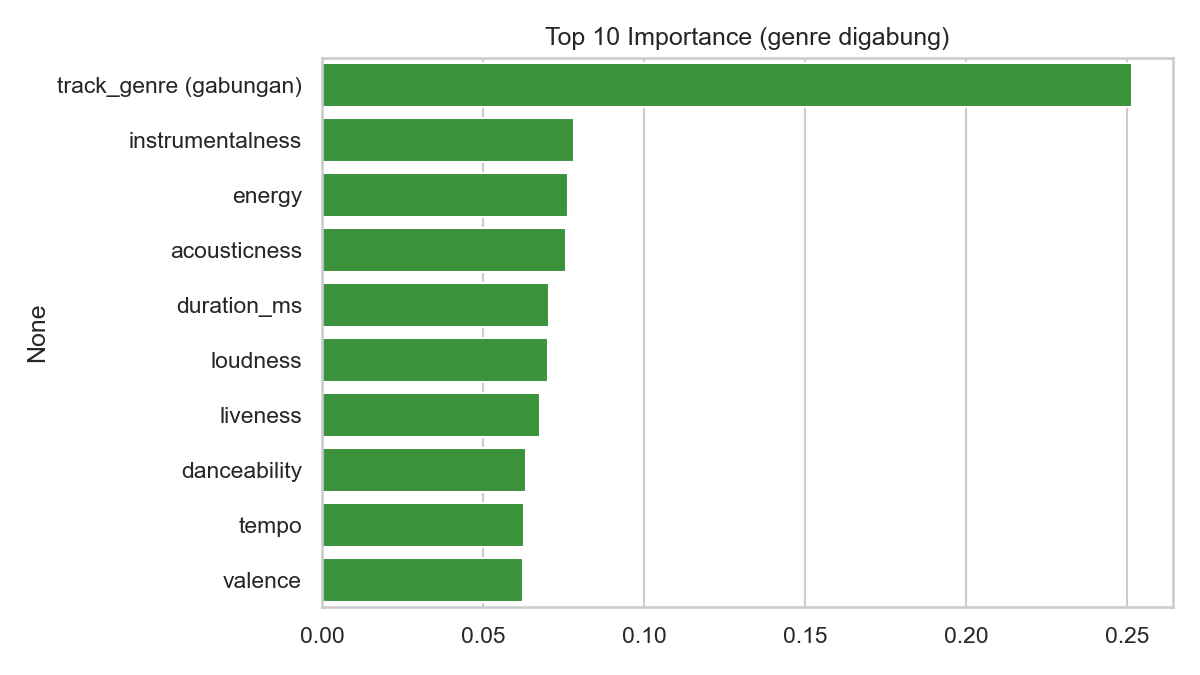 Top 10 Importance (genre digabung)
track_genre (gabungan)
instrumentalness
energy
acousticness
duration_ms
loudness
liveness
danceability
tempo
valence
None
0.00 0.05 0.10 0.15 0.20 0.25